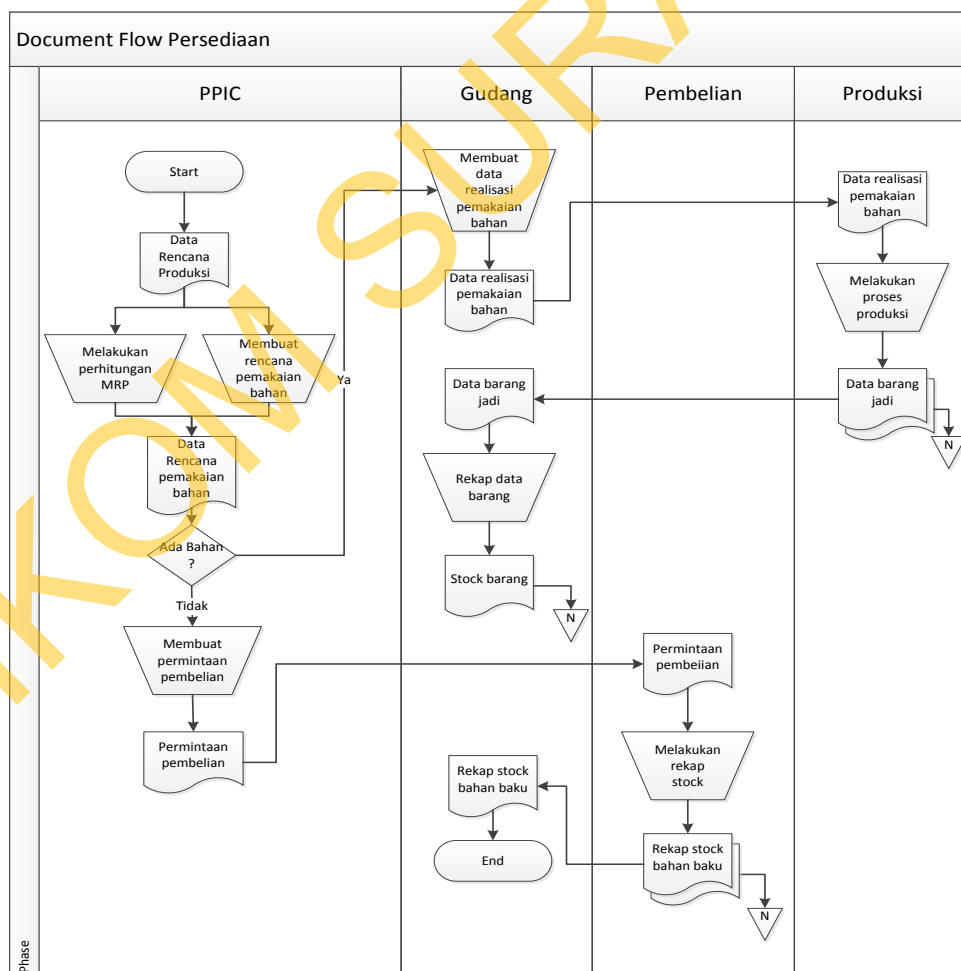 Document Flow Persediaan
PPIC
Gudang
Pembelian
Produksi
Start
Data
Rencana
Produksi
Melakukan
perhitungan
MRP
Membuat
rencana
pemakaian
bahan
Data
Rencana
pemakaian
bahan
Ada Bahan
?
Ya
Tidak
Membuat
permintaan
pembelian
Permintaan
pembelian
Membuat
data
realisasi
pemakaian
bahan
Data realisasi
pemakaian
bahan
Data barang
jadi
Rekap data
barang
Stock barang
N
Rekap stock
bahan baku
End
Permintaan
pembeiian
Melakukan
rekap
stock
Rekap stock
bahan baku
N
Data realisasi
pemakaian
bahan
Melakukan
proses
produksi
Data barang
jadi
N
Phase
IKOM SURA